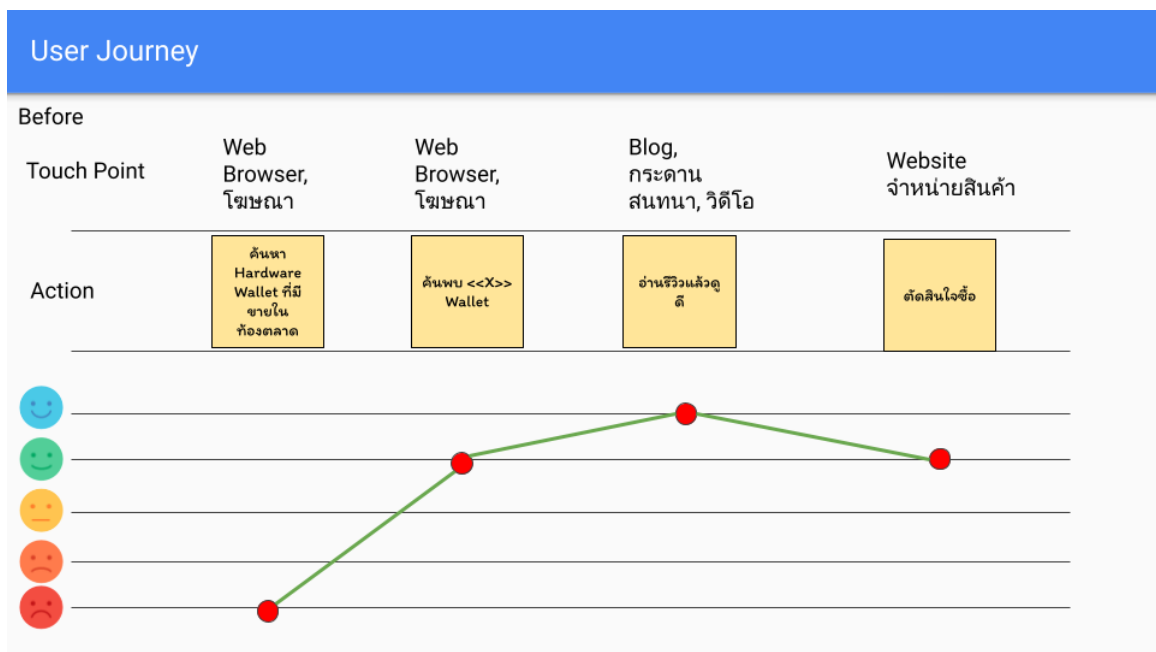 User Journey
Before
Touch Point
Web
Browser,
โฆษณา
Web
Browser,
โฆษณา
Blog,
กระดาน
สนทนา, วิดีโอ
Website
จำหน่ายสินค้า
Action
ค้นหา
Hardware
Wallet ที่มี
ขายใน
ท้องตลาด
ค้นพบ <<X>>
Wallet
อ่านรีวิวแล้วดู
ดี
ตัดสินใจซื้อ